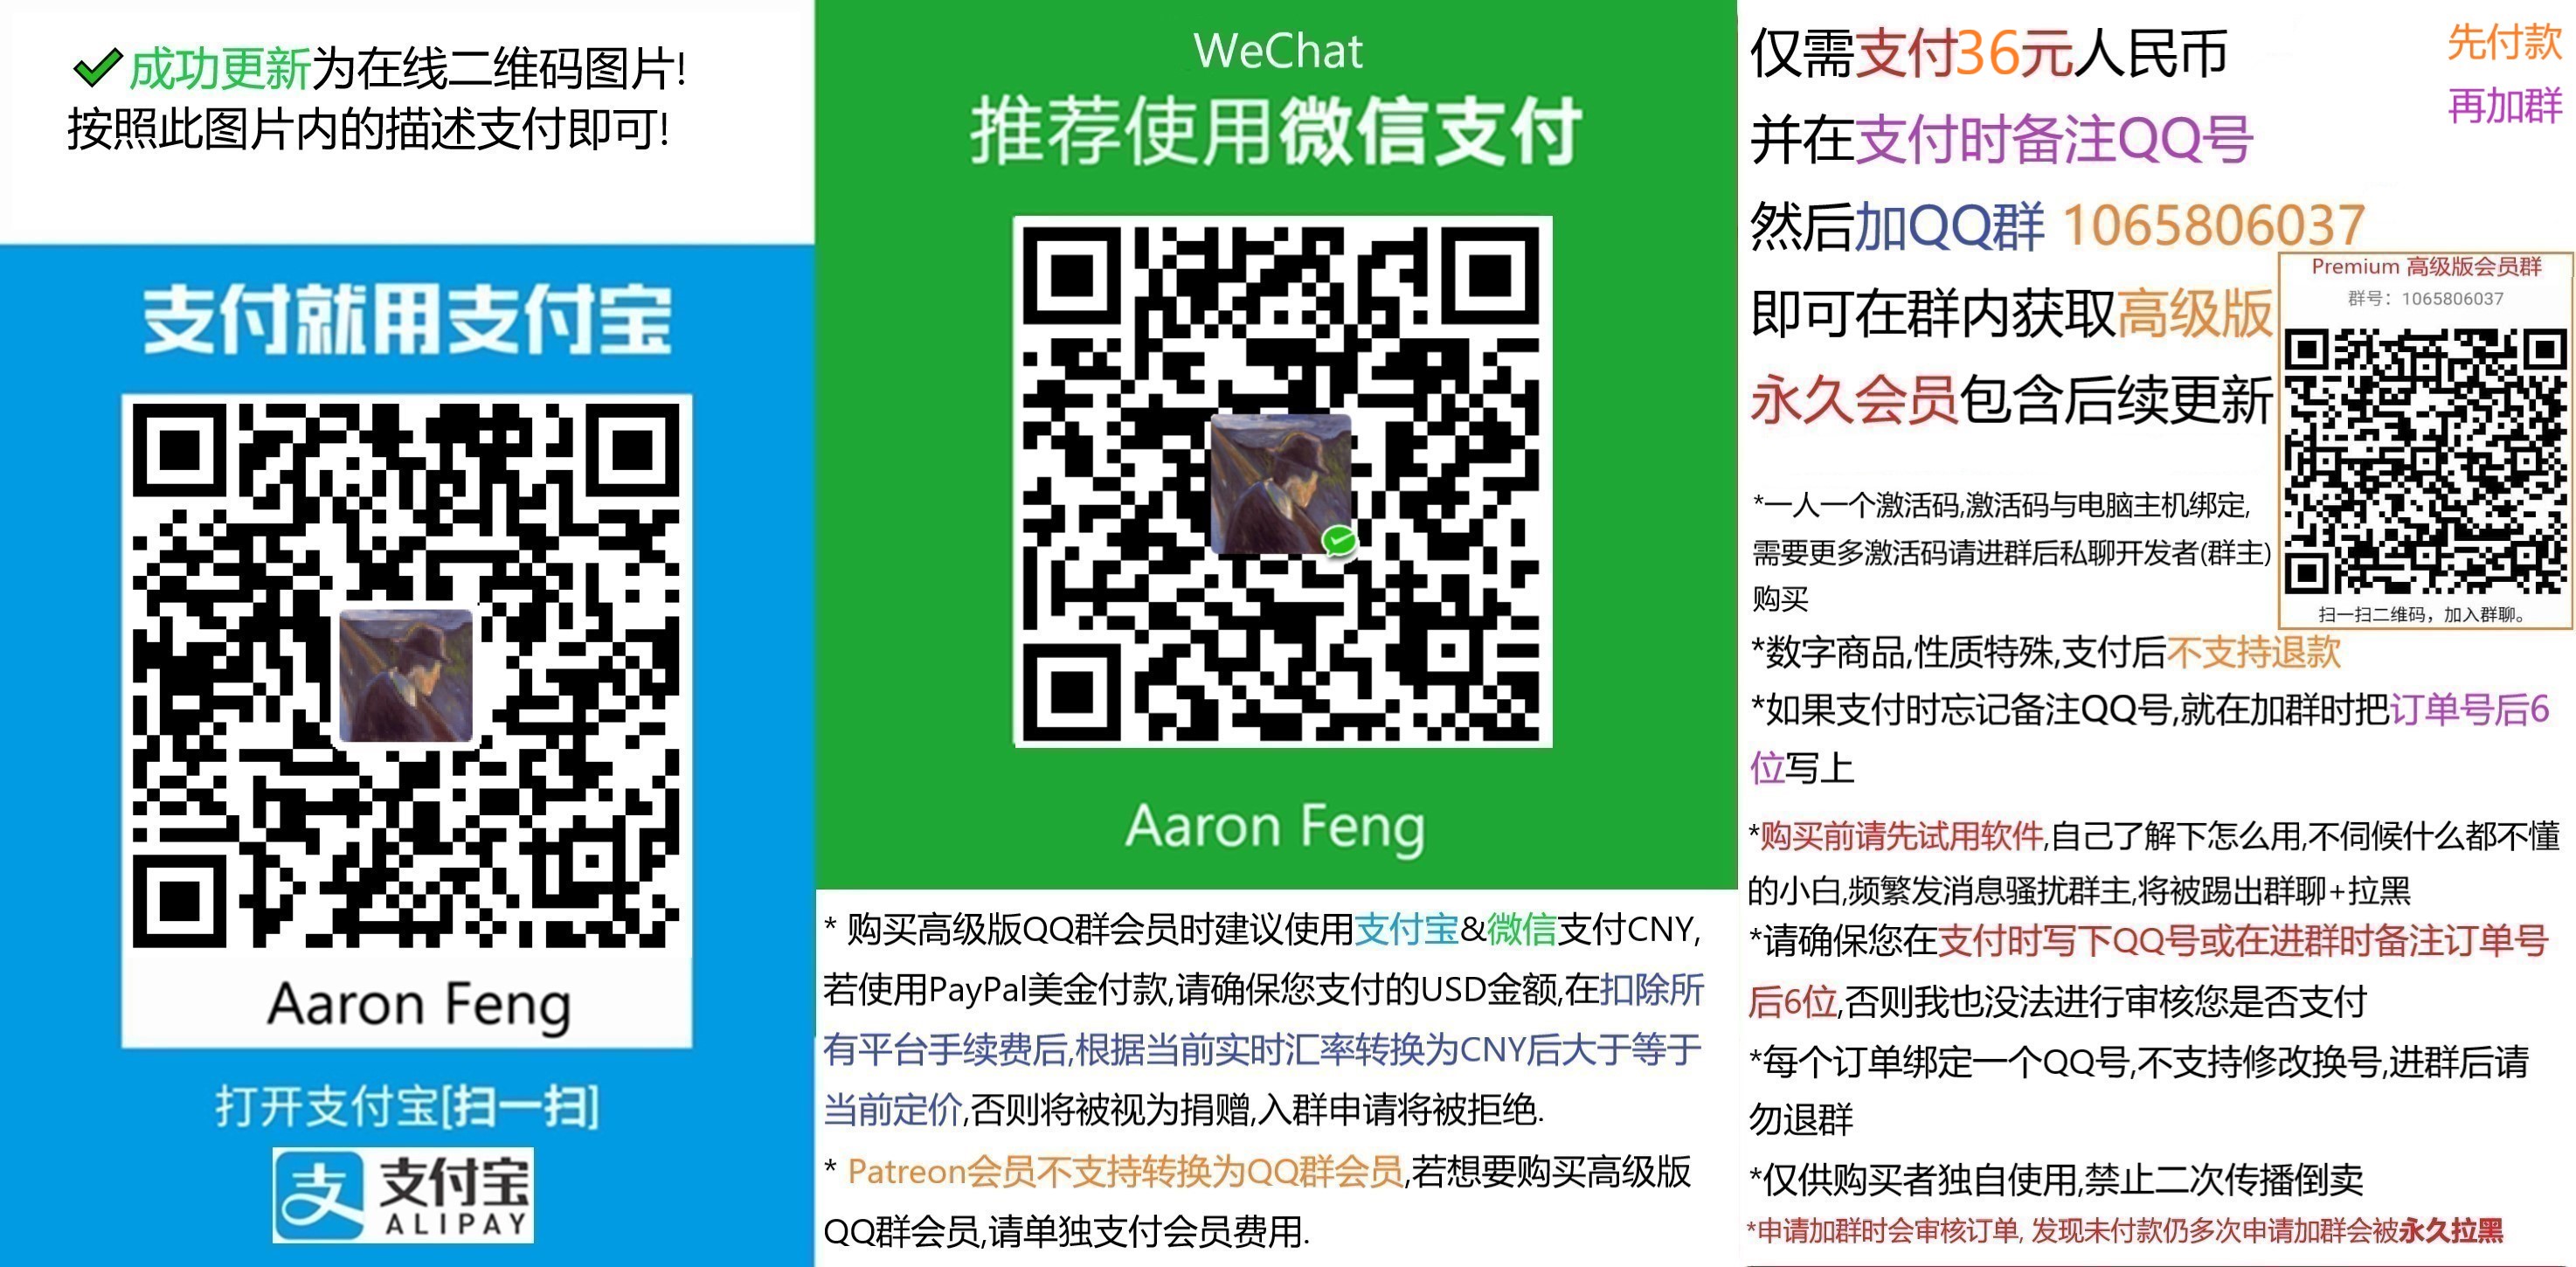 成功更新为在线二维码图片!
按照此图片内的描述支付即可!
支付就用支付宝
Aaron Feng
打开支付宝[扫一扫]
支 支付宝
ALIPAY
WeChat
推荐使用微信支付
Aaron Feng
* 购买高级版QQ群会员时建议使用支付宝&微信支付CNY,
若使用PayPal美金付款,请确保您支付的USD金额,在扣除所
有平台手续费后,根据当前实时汇率转换为CNY后大于等于
当前定价,否则将被视为捐赠,入群申请将被拒绝.
* Patreon会员不支持转换为QQ群会员,若想要购买高级版
QQ群会员,请单独支付会员费用.
仅需支付36元人民币
先付款
再加群
并在支付时备注QQ号
然后加QQ群 1065806037
即可在群内获取高级版
永久会员包含后续更新
Premium 高级版会员群
群号：1065806037
扫一扫二维码，加入群聊。
*一人一个激活码,激活码与电脑主机绑定,
需要更多激活码请进群后私聊开发者(群主)
购买
*数字商品,性质特殊,支付后不支持退款
*如果支付时忘记备注QQ号,就在加群时把订单号后6
位写上
*购买前请先试用软件,自己了解下怎么用,不伺候什么都不懂
的小白,频繁发消息骚扰群主,将被踢出群聊+拉黑
*请确保您在支付时写下QQ号或在进群时备注订单号
后6位,否则我也没法进行审核您是否支付
*每个订单绑定一个QQ号,不支持修改换号,进群后请
勿退群
*仅供购买者独自使用,禁止二次传播倒卖
*申请加群时会审核订单, 发现未付款仍多次申请加群会被永久拉黑